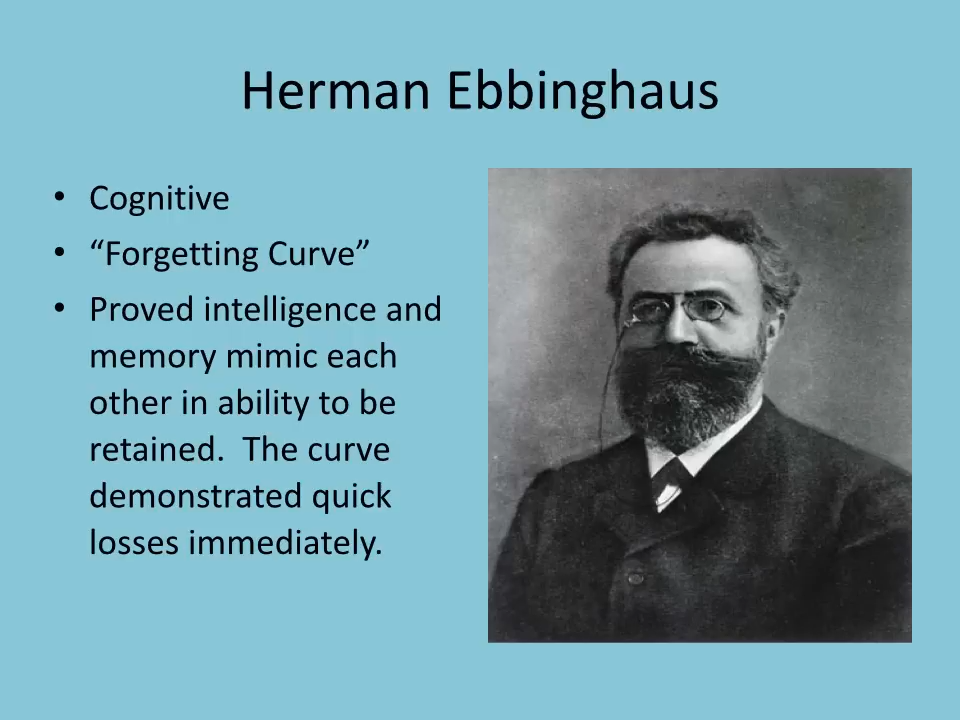 Herman Ebbinghaus
• Cognitive
• “Forgetting Curve”
• Proved intelligence and
memory mimic each
other in ability to be
retained.  The curve
demonstrated quick
losses immediately.